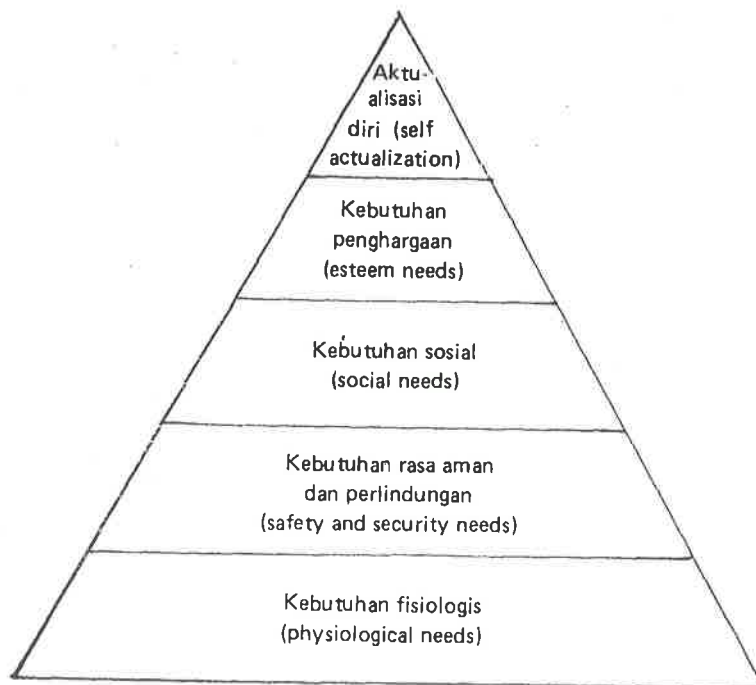 Aktu-
alisasi
diri (self
actualization)
Kebutuhan
penghargaan
(esteem needs)
Kebutuhan sosial
(social needs)
Kebutuhan rasa aman
dan perlindungan
(safety and security needs)
Kebutuhan fisiologis
(physiological needs)